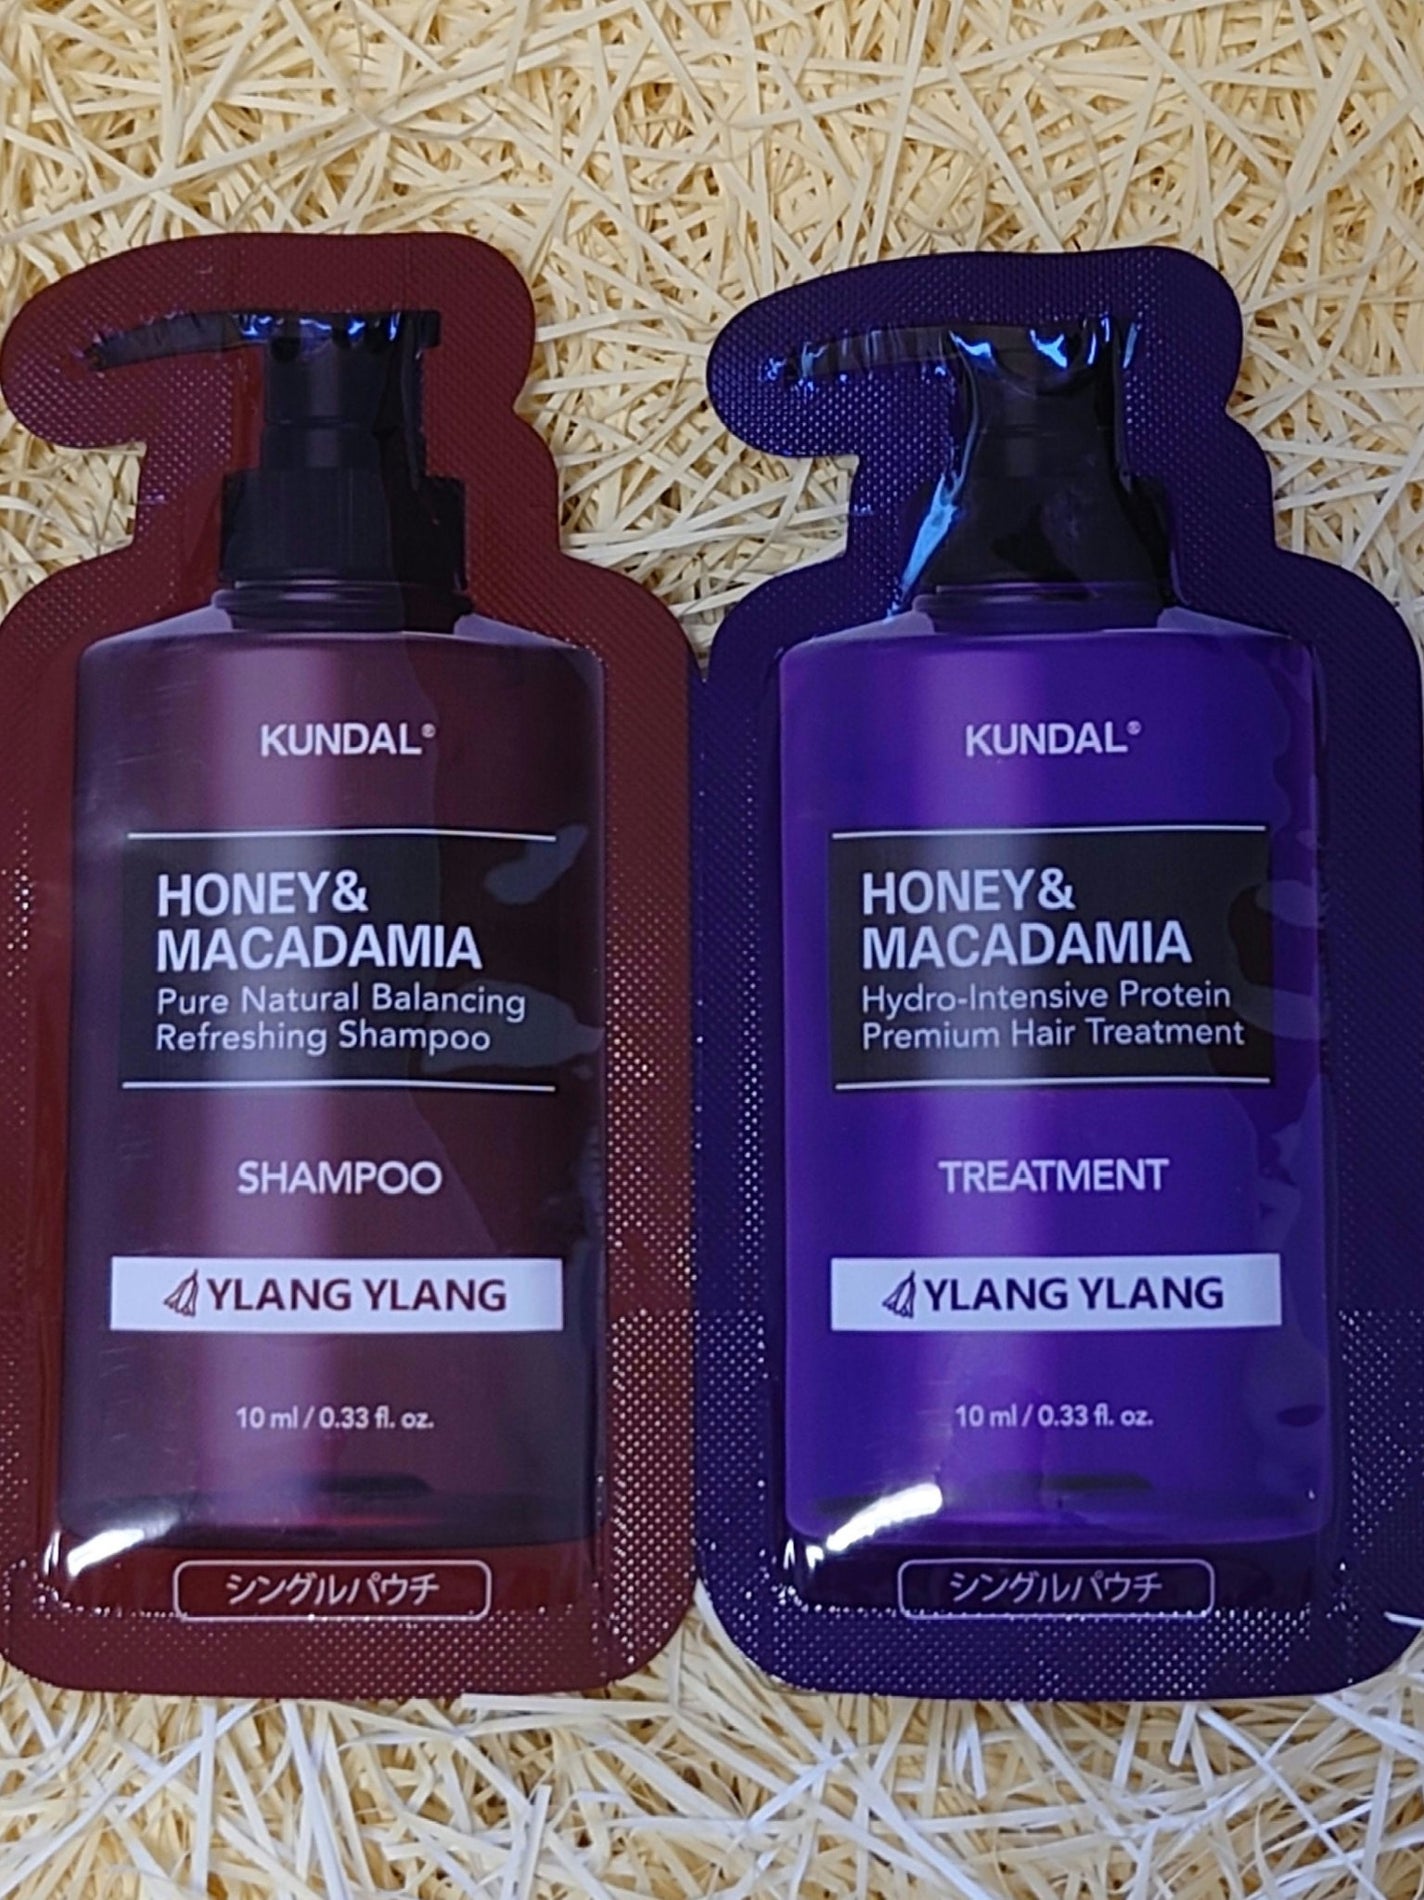 KUNDAL®
HONEY&
MACADAMIA
Pure Natural Balancing
Refreshing Shampoo
SHAMPOO
YLANG YLANG
10 ml / 0.33 fl. oz.
シングルパウチ
KUNDAL®
HONEY&
MACADAMIA
Hydro-Intensive Protein
Premium Hair Treatment
TREATMENT
YLANG YLANG
10 ml / 0.33 fl. oz.
シングルパウチ